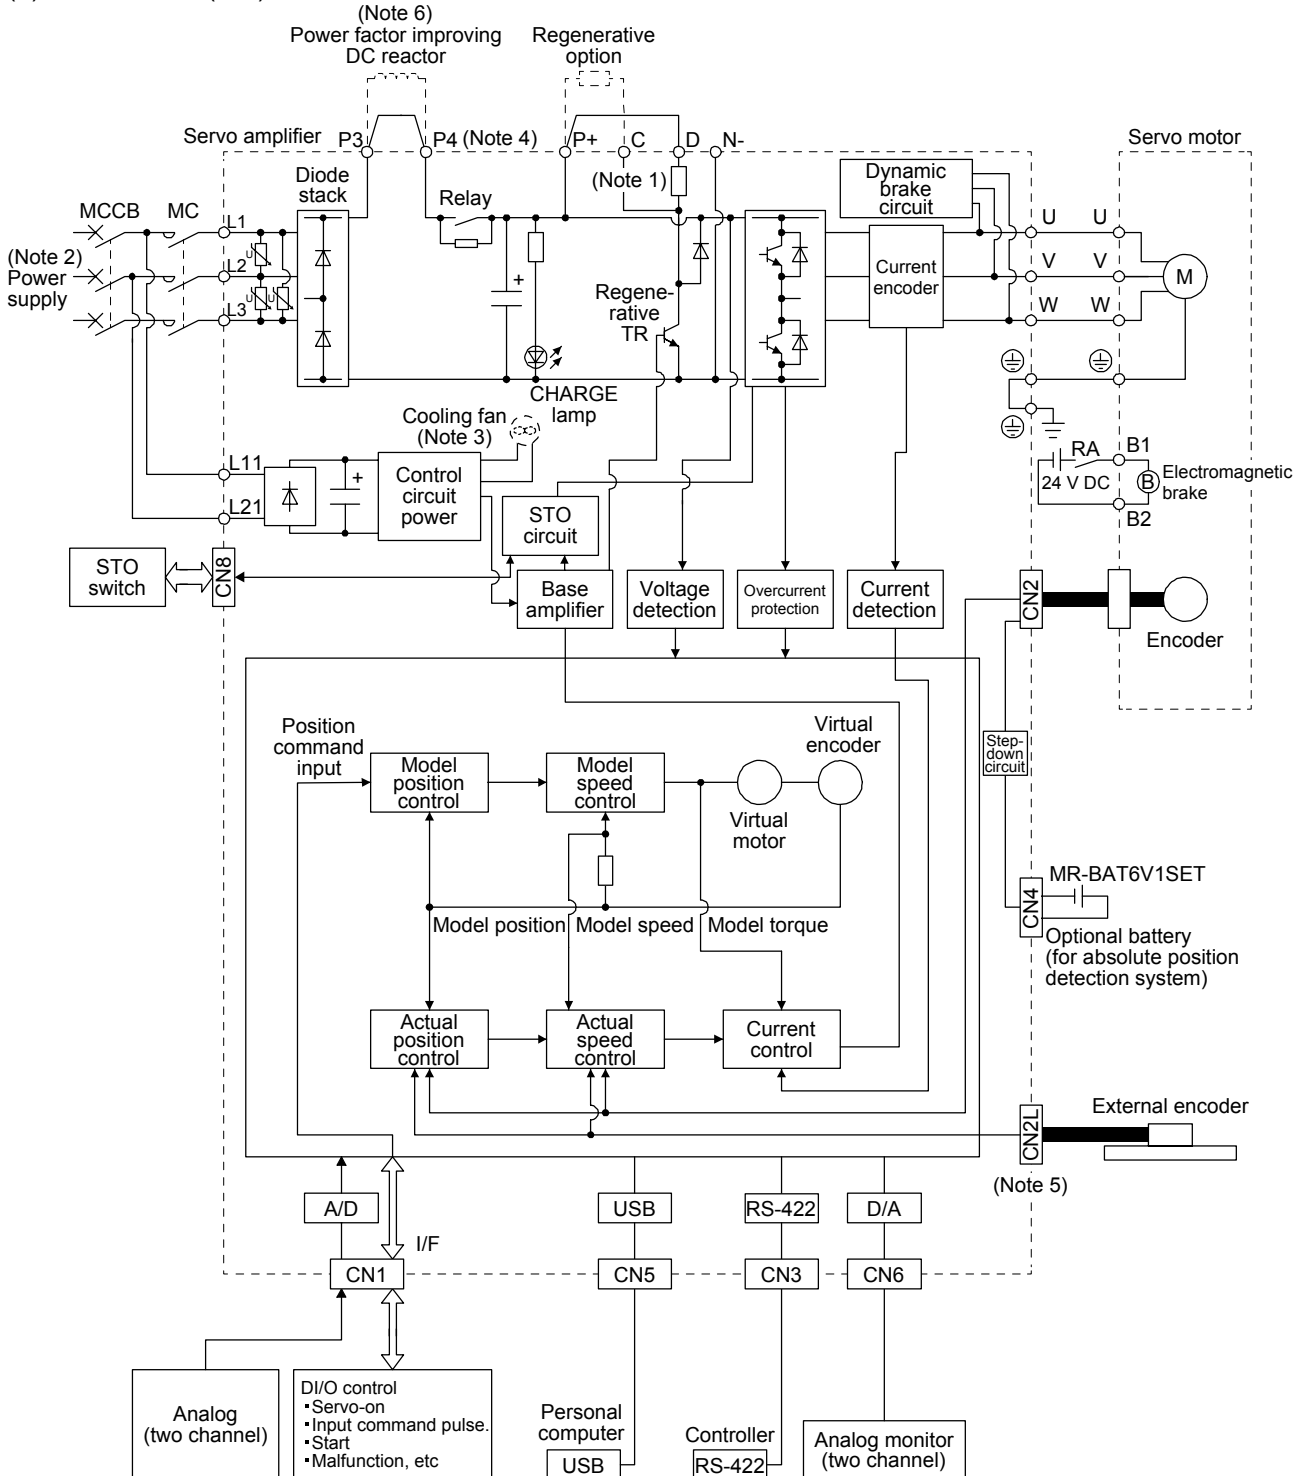 (Note 6)
Power factor improving
DC reactor
Regenerative
option
Servo amplifier
P3
P4
(Note 4)
P+
C
D
N-
Servo motor
Diode
stack
(Note 1)
Dynamic
brake
circuit
MCCB
MC
Relay
L1
U
U
(Note 2)
Power
supply
L2
U
+
Current
encoder
V
V
M
Regene-
rative
TR
L3
U
U
W
W
CHARGE
lamp
Cooling fan
(Note 3)
L11
Control
circuit
power
+
RA
B1
24 V DC
B
Electromagnetic
brake
L21
STO
circuit
B2
STO
switch
CN8
Base
amplifier
Voltage
detection
Overcurrent
protection
Current
detection
CN2
Encoder
Position
command
input
Virtual
encoder
Step-
down
circuit
Model
position
control
Model
speed
control
Virtual
motor
MR-BAT6V1SET
CN4
Model position
Model speed
Model torque
Optional battery
(for absolute position
detection system)
Actual
position
control
Actual
speed
control
Current
control
External encoder
CN2L
(Note 5)
A/D
USB
RS-422
D/A
I/F
CN1
CN5
CN3
CN6
Analog
(two channel)
DI/O control
▪Servo-on
▪Input command pulse.
▪Start
▪Malfunction, etc
Personal
computer
USB
Controller
RS-422
Analog monitor
(two channel)